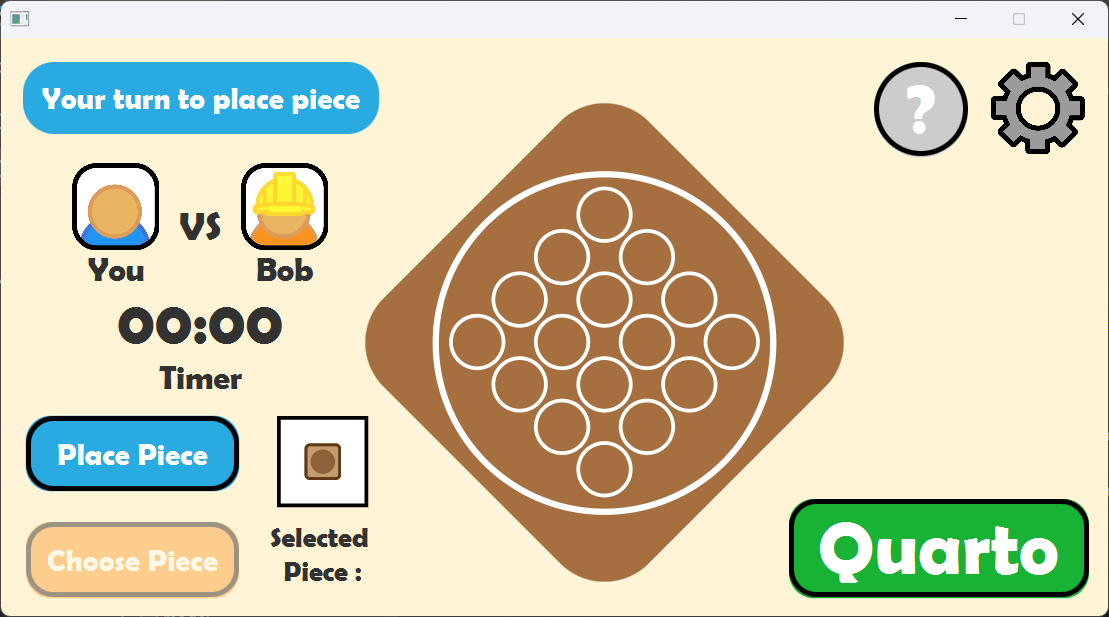 Your turn to place piece
?
VS
You
Bob
00:00
Timer
Place Piece
Choose Piece
Selected
Piece :
Quarto